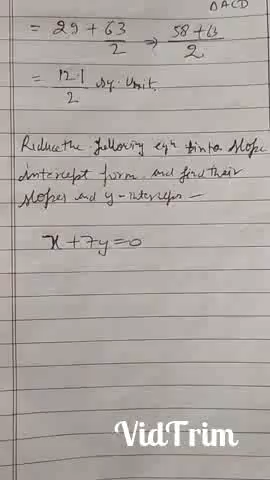 ΔACD
= 29 + 63/2 ⇒ 58 + 63/2
= 121/2 sq. unit.
Reduce the following eqn into slope
intercept form and find their
slopes and y-intercepts –
x + 7y = 0
VidTrim